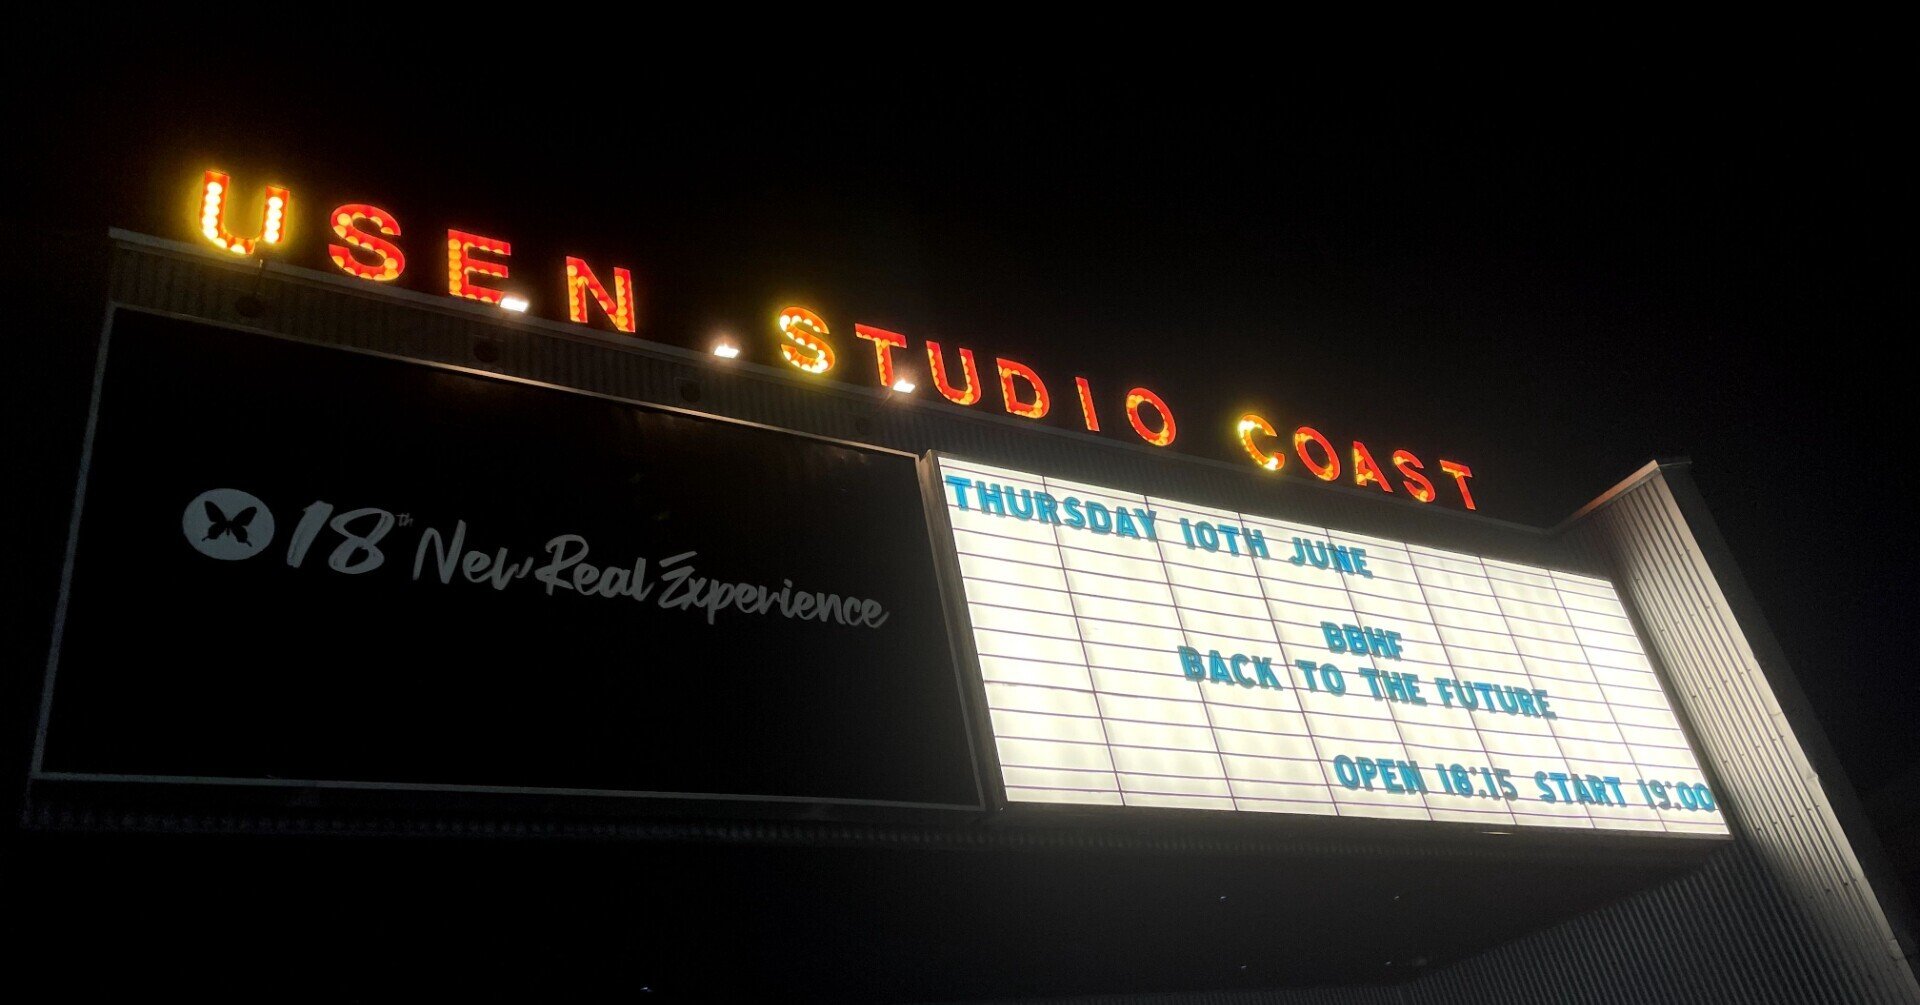 USEN STUDIO COAST
18th New Real Experience
THURSDAY 10TH JUNE
BBHF
BACK TO THE FUTURE
OPEN 18:15 START 19:00